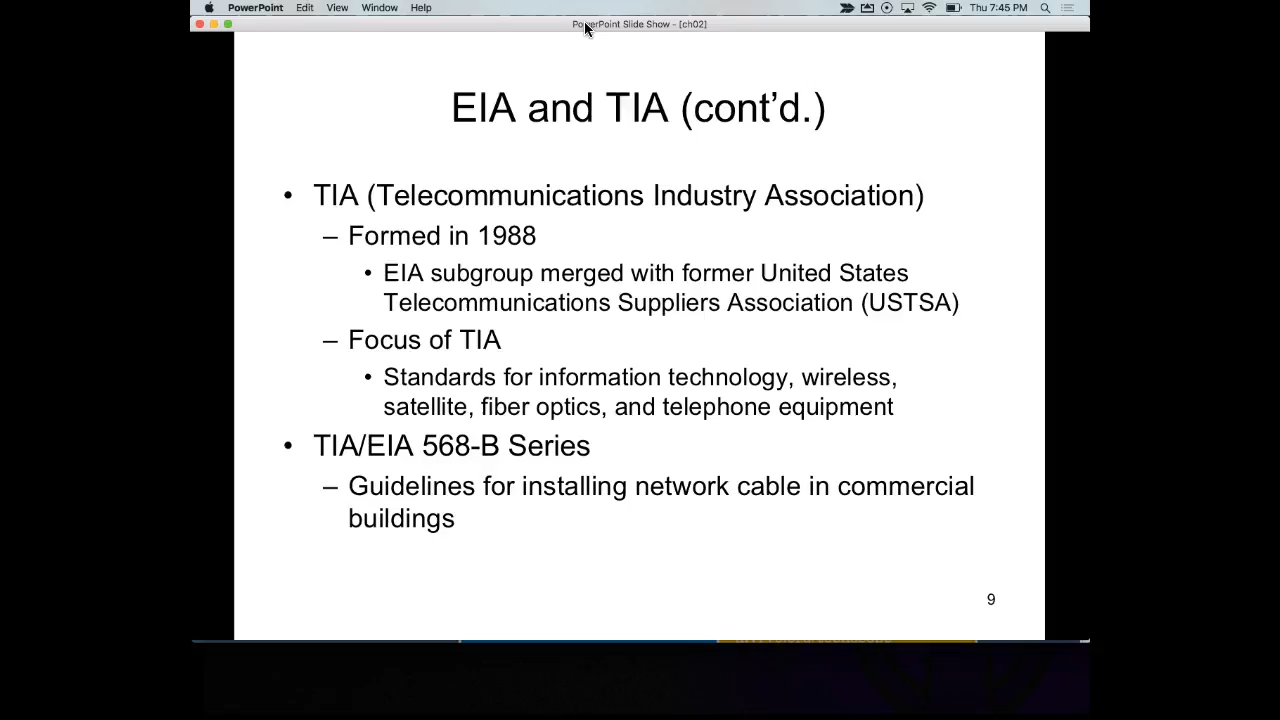 PowerPoint Edit View Window Help Thu 7:45 PM
PowerPoint Slide Show - [ch02]
EIA and TIA (cont’d.)
• TIA (Telecommunications Industry Association)
– Formed in 1988
• EIA subgroup merged with former United States
Telecommunications Suppliers Association (USTSA)
– Focus of TIA
• Standards for information technology, wireless,
satellite, fiber optics, and telephone equipment
• TIA/EIA 568-B Series
– Guidelines for installing network cable in commercial
buildings
9